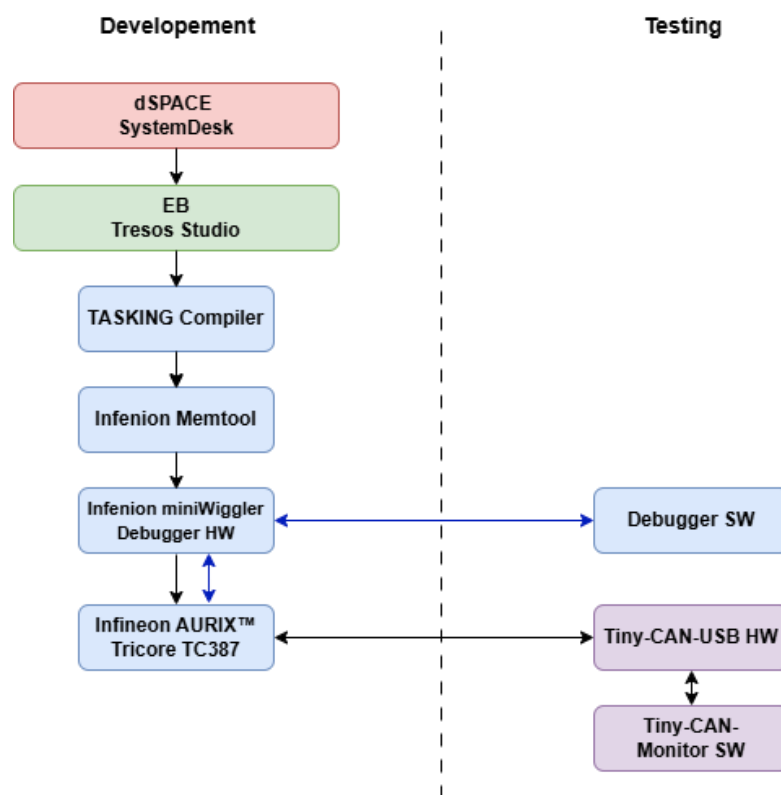 Developement
Testing
dSPACE
SystemDesk
EB
Tresos Studio
TASKING Compiler
Infenion Memtool
Infenion miniWiggler
Debugger HW
Debugger SW
Infineon AURIX™
Tricore TC387
Tiny-CAN-USB HW
Tiny-CAN-
Monitor SW